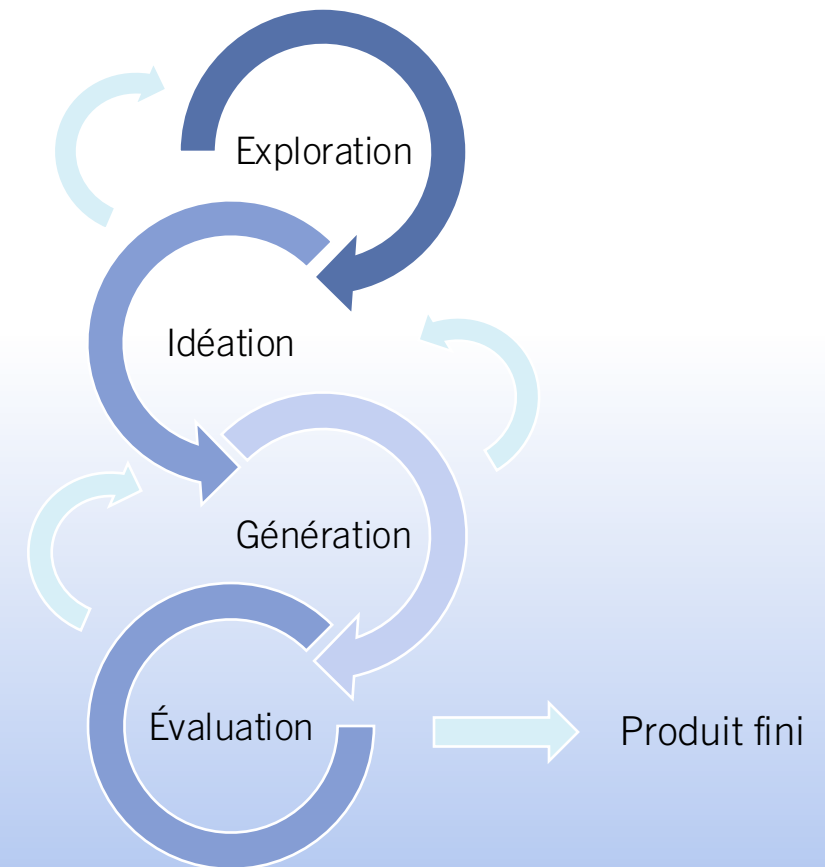 Exploration
Idéation
Génération
Évaluation
Produit fini